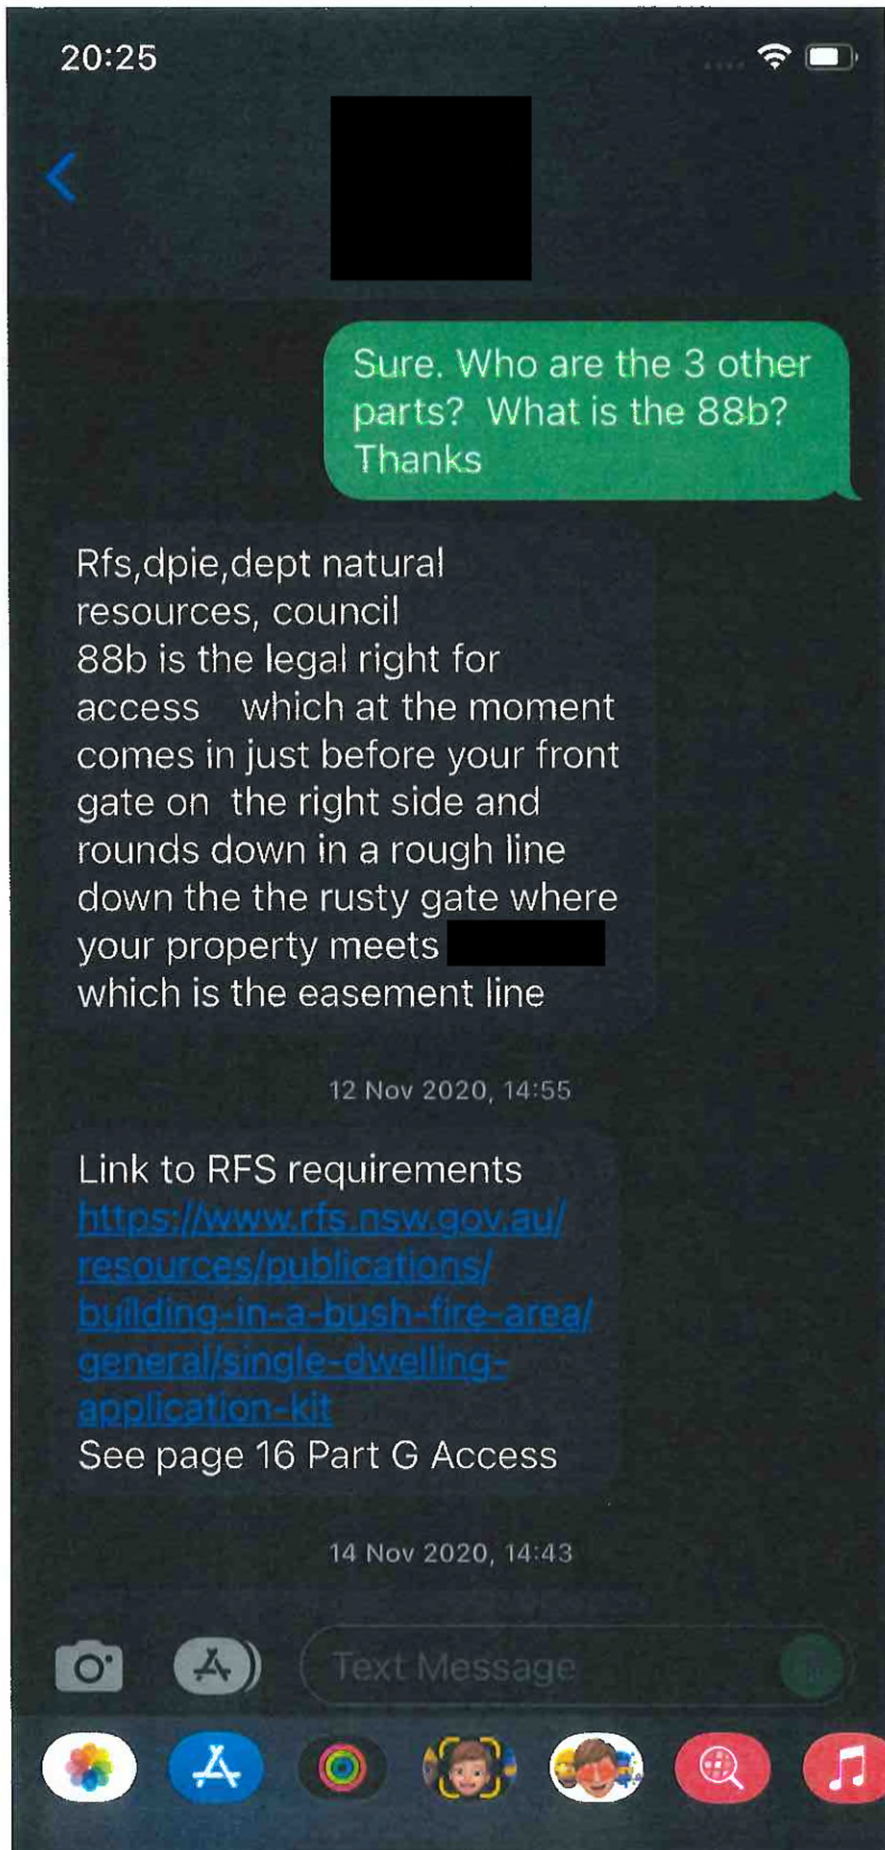 20:25
Sure. Who are the 3 other
parts?  What is the 88b?
Thanks
Rfs,dpie,dept natural
resources, council
88b is the legal right for
access    which at the moment
comes in just before your front
gate on  the right side and
rounds down in a rough line
down the the rusty gate where
your property meets
which is the easement line
12 Nov 2020, 14:55
Link to RFS requirements
https://www.rfs.nsw.gov.au/
resources/publications/
building-in-a-bush-fire-area/
general/single-dwelling-
application-kit
See page 16 Part G Access
14 Nov 2020, 14:43
Text Message